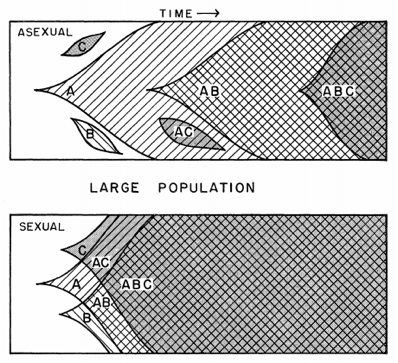 TIME →
ASEXUAL
C
A
AB
ABC
B
AC
LARGE POPULATION
SEXUAL
C
AC
A
ABC
AB
B